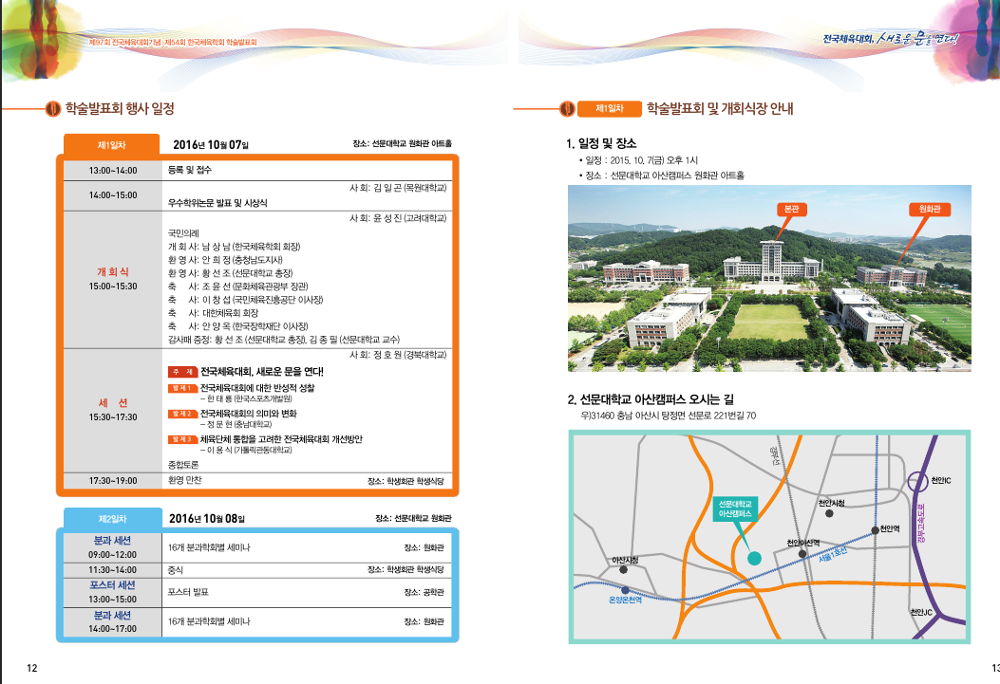 제97회 전국체육대회기념·제54회 한국체육학회 학술발표회
학술발표회 행사 일정
제1일차 2016년 10월 07일 장소: 선문대학교 원화관 아트홀
13:00~14:00 등록 및 접수
14:00~15:00 사 회: 김 일 곤 (목원대학교)
우수학위논문 발표 및 시상식
개 회 식
15:00~15:30
사 회: 윤 성 진 (고려대학교)
국민의례
개 회 사: 남 상 남 (한국체육학회 회장)
환 영 사: 안 희 정 (충청남도지사)
환 영 사: 황 선 조 (선문대학교 총장)
축 사: 조 윤 선 (문화체육관광부 장관)
축 사: 이 창 섭 (국민체육진흥공단 이사장)
축 사: 대한체육회 회장
축 사: 안 양 옥 (한국장학재단 이사장)
감사패 증정: 황 선 조 (선문대학교 총장), 김 종 필 (선문대학교 교수)
세 션
15:30~17:30
사 회: 정 호 원 (경북대학교)
주 제 전국체육대회, 새로운 문을 연다!
발 제 1 전국체육대회에 대한 반성적 성찰
– 한 태 룡 (한국스포츠개발원)
발 제 2 전국체육대회의 의미와 변화
– 정 문 현 (충남대학교)
발 제 3 체육단체 통합을 고려한 전국체육대회 개선방안
– 이 용 식 (가톨릭관동대학교)
종합토론
17:30~19:00 환영 만찬 장소: 학생회관 학생식당
제2일차 2016년 10월 08일 장소: 선문대학교 원화관
분과 세션
09:00~12:00
16개 분과학회별 세미나 장소: 원화관
11:30~14:00 중식 장소: 학생회관 학생식당
포스터 세션
13:00~15:00
포스터 발표 장소: 공학관
분과 세션
14:00~17:00
16개 분과학회별 세미나 장소: 원화관
12
전국체육대회, 새로운 문을 연다!
제1일차 학술발표회 및 개회식장 안내
1. 일정 및 장소
• 일정 : 2015. 10. 7(금) 오후 1시
• 장소 : 선문대학교 아산캠퍼스 원화관 아트홀
본관
원화관
2. 선문대학교 아산캠퍼스 오시는 길
우)31460 충남 아산시 탕정면 선문로 221번길 70
경부선
천안IC
선문대학교
아산캠퍼스
천안시청
경부고속도로
천안역
천안아산역
서울1호선
아산시청
온양온천역
천안JC
13